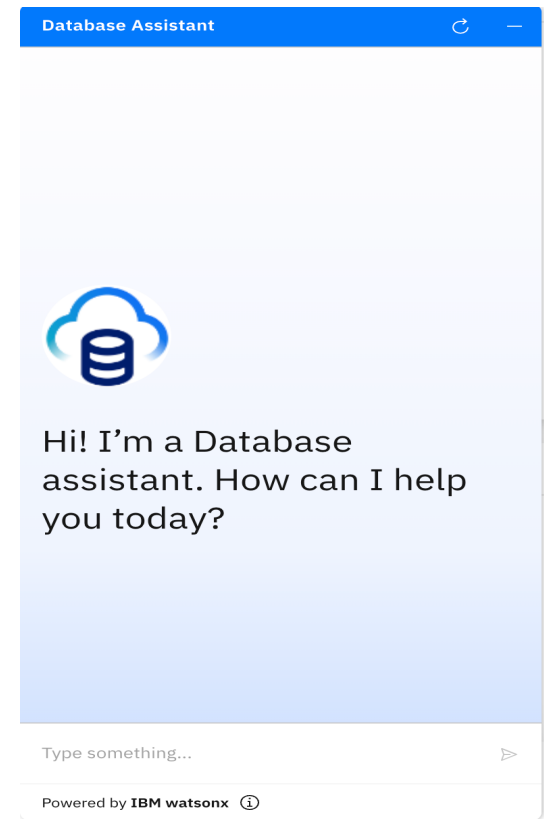 Database Assistant
Hi! I’m a Database
assistant. How can I help
you today?
Type something...
Powered by IBM watsonx